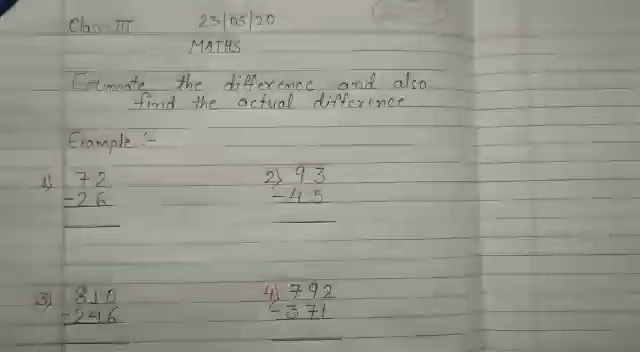 Class III 23/05/20
MATHS
Estimate the difference and also
find the actual difference
Example :-
1) 72 2) 93
-26 -45
3) 810 4) 792
-246 -371